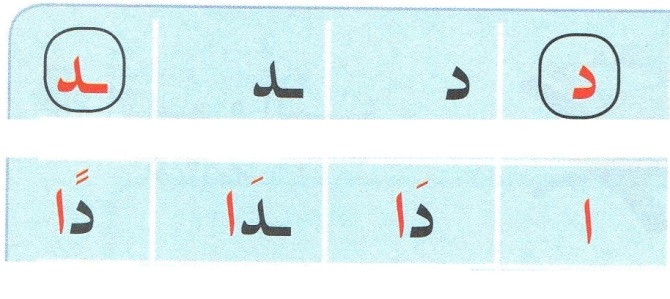 د د ـد ـد
ا دَا ـدَا دًا